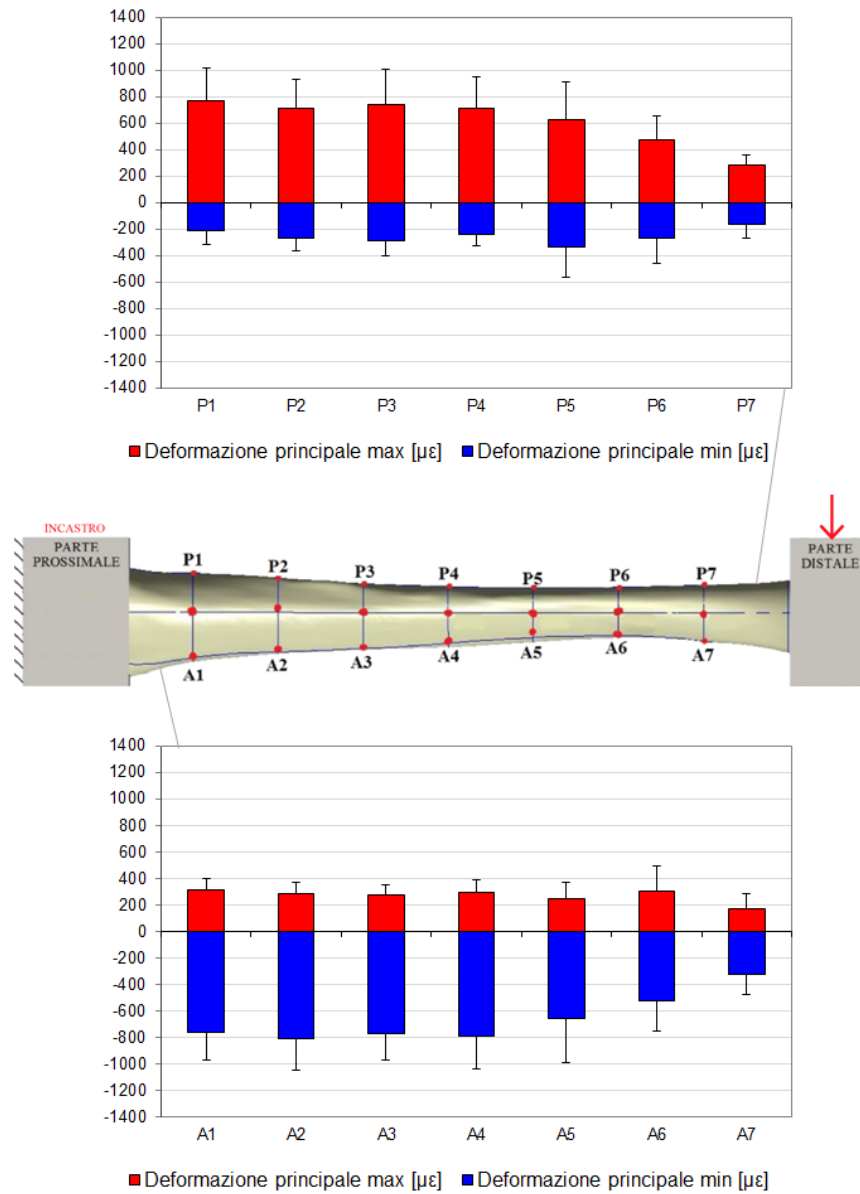 1400
1200
1000
800
600
400
200
0
-200
-400
-600
-800
-1000
-1200
-1400
P1 P2 P3 P4 P5 P6 P7
Deformazione principale max [µε] Deformazione principale min [µε]
INCASTRO
PARTE
PROSSIMALE
P1 P2 P3 P4 P5 P6 P7
A1 A2 A3 A4 A5 A6 A7
PARTE
DISTALE
1400
1200
1000
800
600
400
200
0
-200
-400
-600
-800
-1000
-1200
-1400
A1 A2 A3 A4 A5 A6 A7
Deformazione principale max [µε] Deformazione principale min [µε]